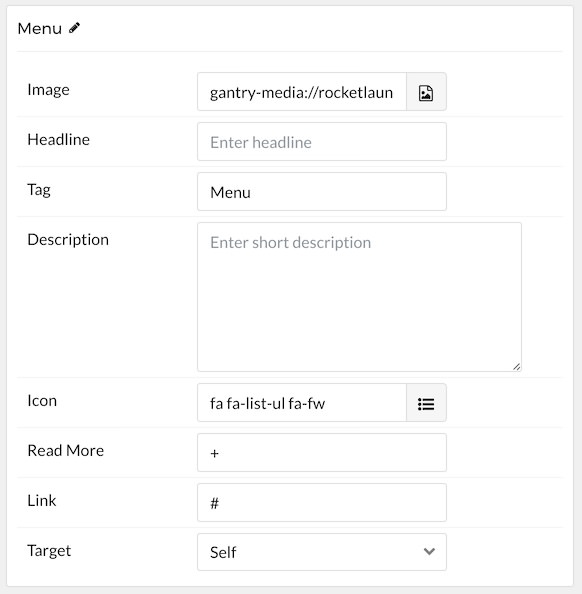 Menu
Image
gantry-media://rocketlaun
Headline
Enter headline
Tag
Menu
Description
Enter short description
Icon
fa fa-list-ul fa-fw
Read More
+
Link
#
Target
Self